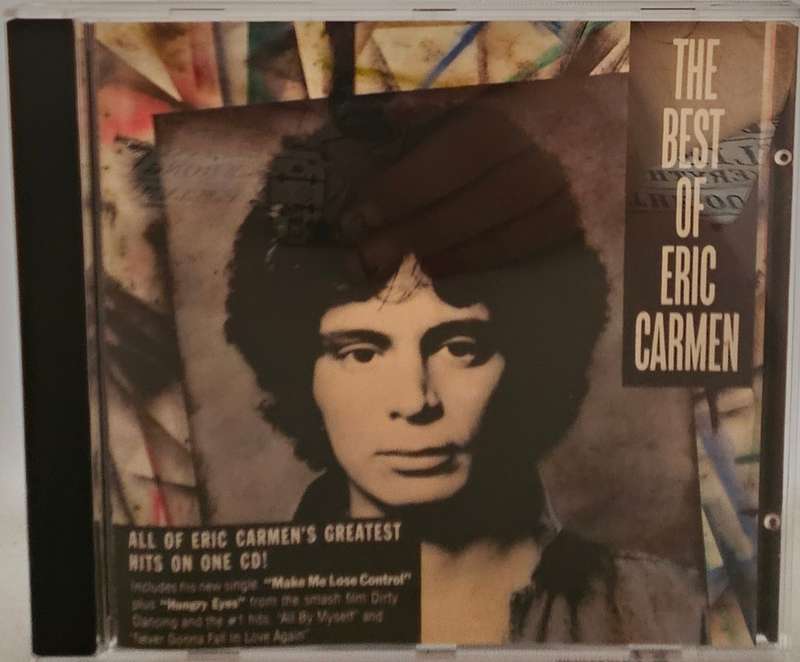 THE
BEST
OF
ERIC
CARMEN
ALL OF ERIC CARMEN'S GREATEST
HITS ON ONE CD!
Includes his new single "Make Me Lose Control"
plus "Hungry Eyes" from the smash film Dirty
Dancing and the #1 hits "All By Myself" and
"Never Gonna Fall In Love Again"